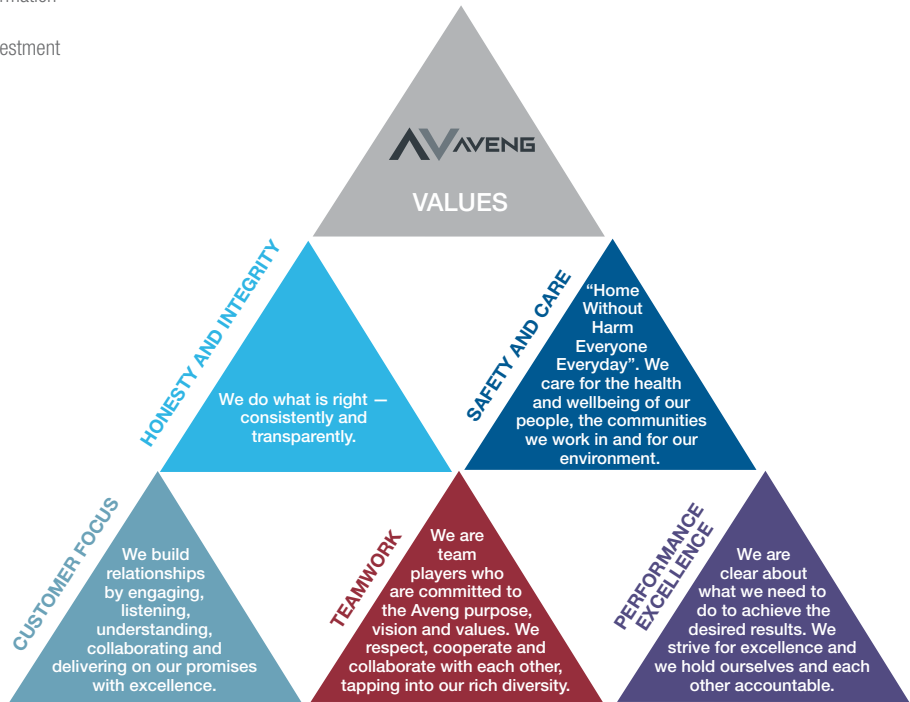 estment
AVENG
VALUES
HONESTY AND INTEGRITY
We do what is right —
consistently and
transparently.
SAFETY AND CARE
“Home
Without
Harm
Everyone
Everyday”. We
care for the health
and wellbeing of our
people, the communities
we work in and for our
environment.
CUSTOMER FOCUS
We build
relationships
by engaging,
listening,
understanding,
collaborating and
delivering on our promises
with excellence.
TEAMWORK
We are
team
players who
are committed to
the Aveng purpose,
vision and values. We
respect, cooperate and
collaborate with each other,
tapping into our rich diversity.
PERFORMANCE
EXCELLENCE
We are
clear about
what we need to
do to achieve the
desired results. We
strive for excellence and
we hold ourselves and each
other accountable.